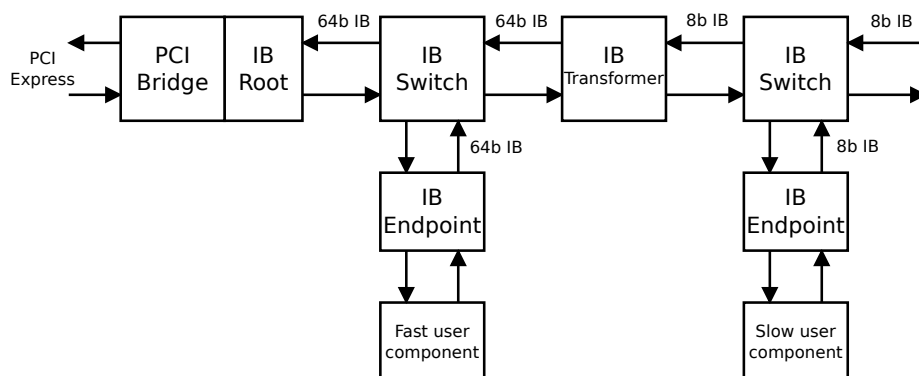 64b IB
64b IB
8b IB
8b IB
PCI
Express
PCI
Bridge
IB
Root
IB
Switch
IB
Transformer
IB
Switch
64b IB
8b IB
IB
Endpoint
IB
Endpoint
Fast user
component
Slow user
component